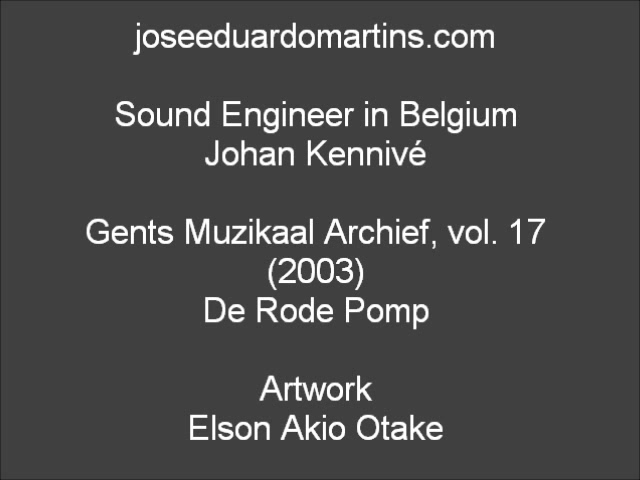 joseeduardomartins.com
Sound Engineer in Belgium
Johan Kennivé
Gents Muzikaal Archief, vol. 17
(2003)
De Rode Pomp
Artwork
Elson Akio Otake